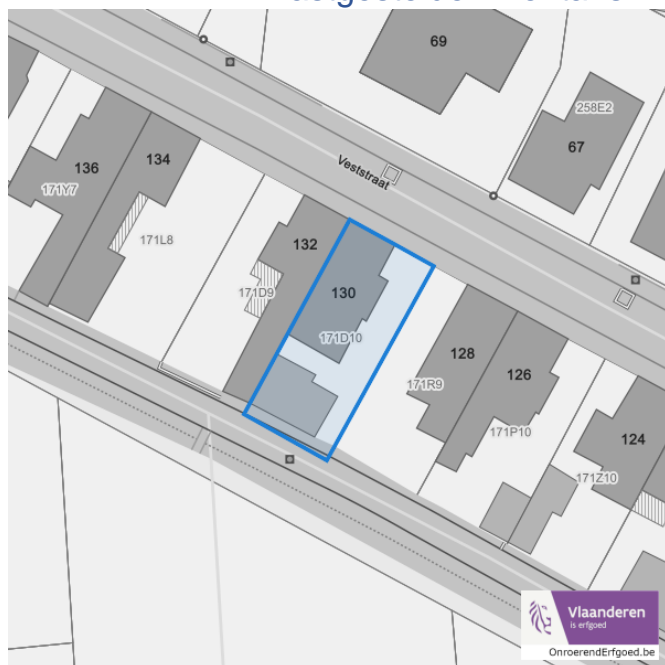 69
258E2
67
Veststraat
134
136
171Y7
171L8
132
130
171D9
171D10
128
126
171R9
171P10
124
171Z10
Vlaanderen
is erfgoed
OnroerendErfgoed.be